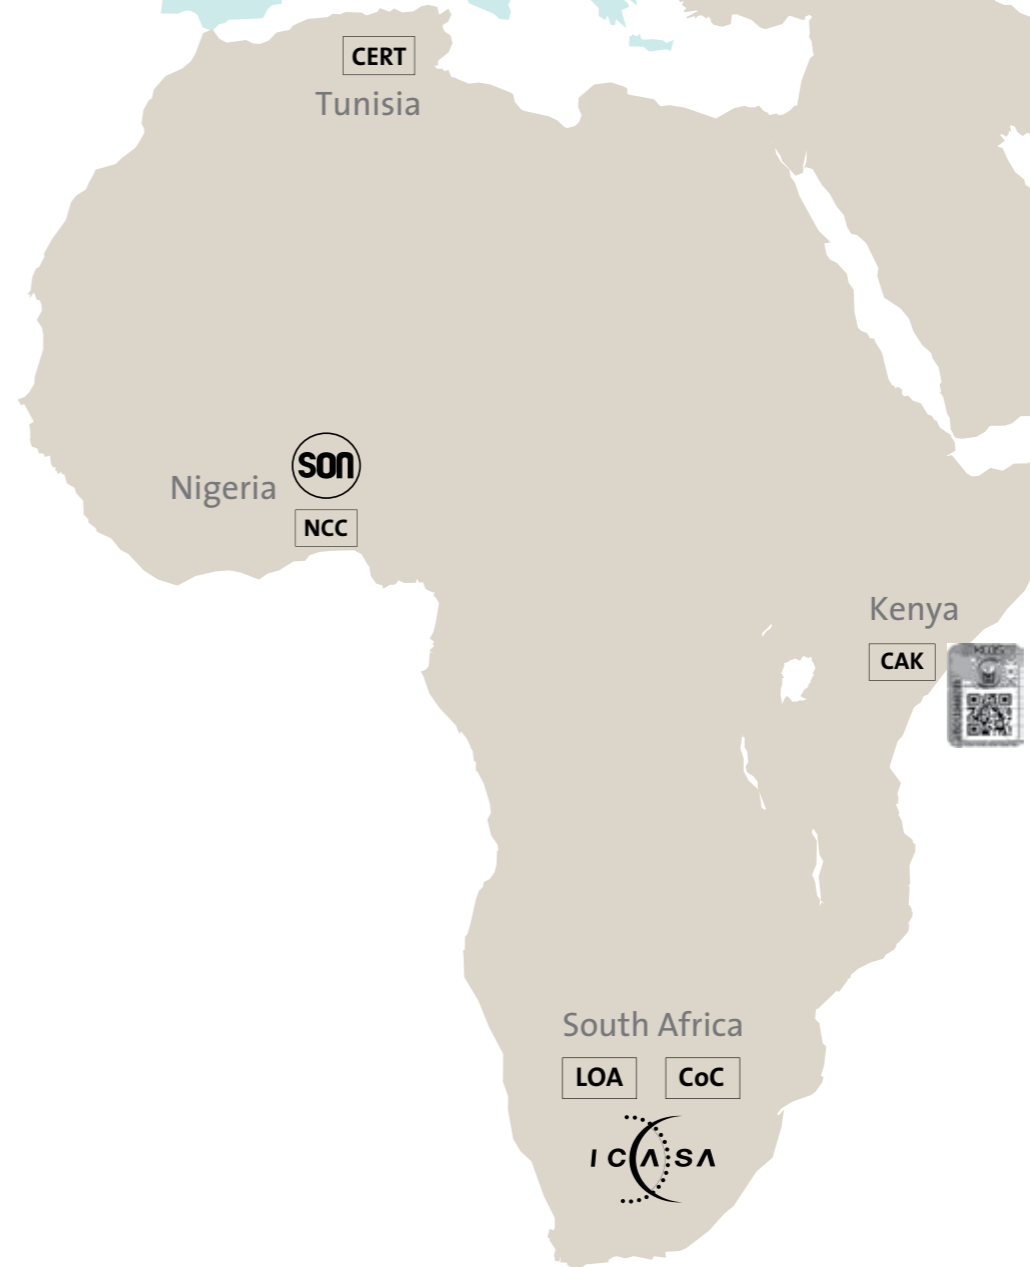 CERT
Tunisia
SON
Nigeria
NCC
Kenya
CAK
South Africa
LOA CoC
ICASA